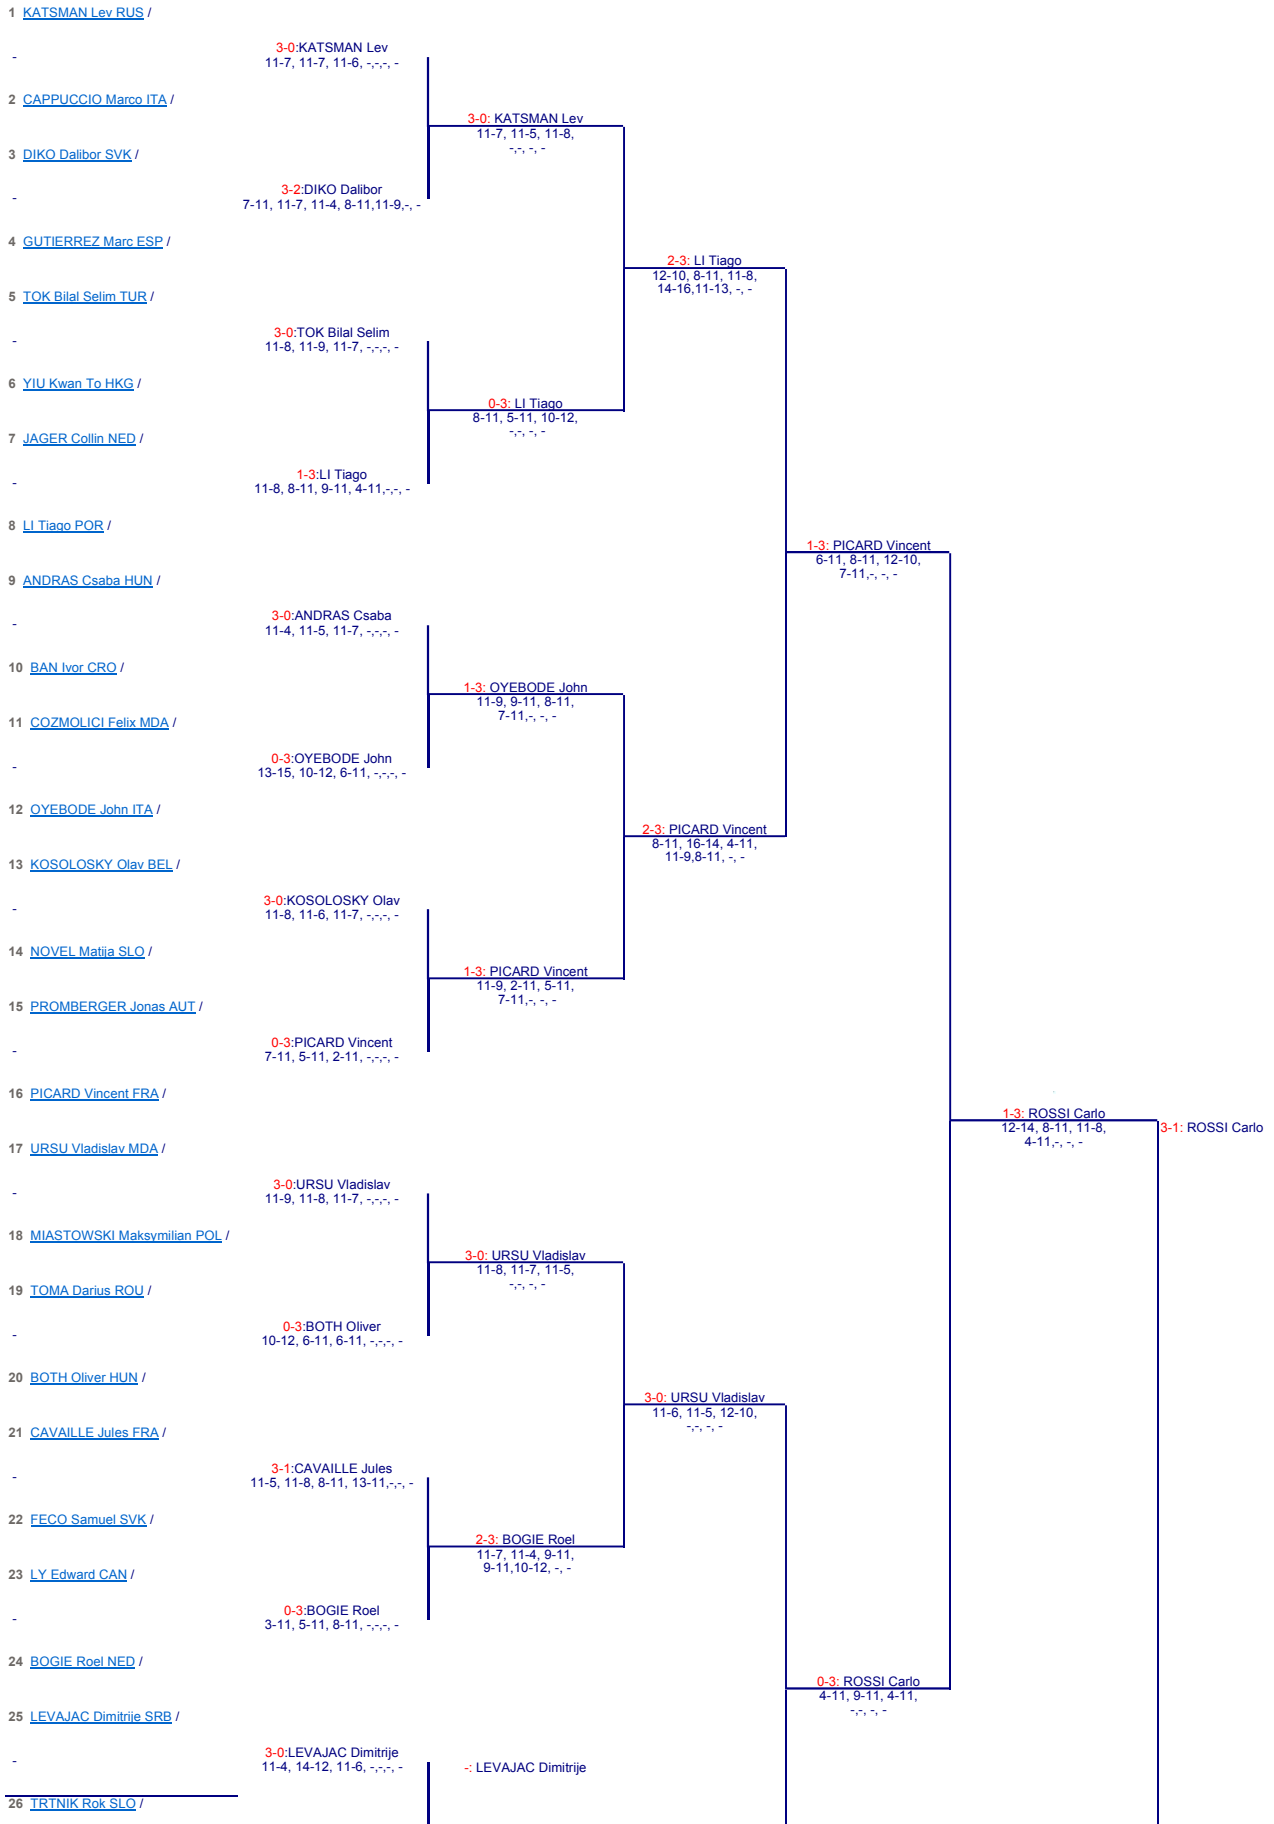 1 KATSMAN Lev RUS /
3-0:KATSMAN Lev
-
11-7, 11-7, 11-6, -,-,-, -
2 CAPPUCCIO Marco ITA /
3-0: KATSMAN Lev
11-7, 11-5, 11-8,
-,-, -, -
3 DIKO Dalibor SVK /
3-2:DIKO Dalibor
-
7-11, 11-7, 11-4, 8-11,11-9,-, -
4 GUTIERREZ Marc ESP /
2-3: LI Tiago
12-10, 8-11, 11-8,
14-16,11-13, -, -
5 TOK Bilal Selim TUR /
3-0:TOK Bilal Selim
-
11-8, 11-9, 11-7, -,-,-, -
6 YIU Kwan To HKG /
0-3: LI Tiago
8-11, 5-11, 10-12,
-,-, -, -
7 JAGER Collin NED /
1-3:LI Tiago
-
11-8, 8-11, 9-11, 4-11,-,-, -
8 LI Tiago POR /
1-3: PICARD Vincent
6-11, 8-11, 12-10,
7-11,-, -, -
9 ANDRAS Csaba HUN /
3-0:ANDRAS Csaba
-
11-4, 11-5, 11-7, -,-,-, -
10 BAN Ivor CRO /
1-3: OYEBODE John
11-9, 9-11, 8-11,
7-11,-, -, -
11 COZMOLICI Felix MDA /
0-3:OYEBODE John
-
13-15, 10-12, 6-11, -,-,-, -
12 OYEBODE John ITA /
2-3: PICARD Vincent
8-11, 16-14, 4-11,
11-9,8-11, -, -
13 KOSOLOSKY Olav BEL /
3-0:KOSOLOSKY Olav
-
11-8, 11-6, 11-7, -,-,-, -
14 NOVEL Matija SLO /
1-3: PICARD Vincent
11-9, 2-11, 5-11,
7-11,-, -, -
15 PROMBERGER Jonas AUT /
0-3:PICARD Vincent
-
7-11, 5-11, 2-11, -,-,-, -
16 PICARD Vincent FRA /
1-3: ROSSI Carlo
12-14, 8-11, 11-8,
4-11,-, -, -
3-1: ROSSI Carlo
17 URSU Vladislav MDA /
3-0:URSU Vladislav
-
11-9, 11-8, 11-7, -,-,-, -
18 MIASTOWSKI Maksymilian POL /
3-0: URSU Vladislav
11-8, 11-7, 11-5,
-,-, -, -
19 TOMA Darius ROU /
0-3:BOTH Oliver
-
10-12, 6-11, 6-11, -,-,-, -
20 BOTH Oliver HUN /
3-0: URSU Vladislav
11-6, 11-5, 12-10,
-,-, -, -
21 CAVAILLE Jules FRA /
3-1:CAVAILLE Jules
-
11-5, 11-8, 8-11, 13-11,-,-, -
22 FECO Samuel SVK /
2-3: BOGIE Roel
11-7, 11-4, 9-11,
9-11,10-12, -, -
23 LY Edward CAN /
0-3:BOGIE Roel
-
3-11, 5-11, 8-11, -,-,-, -
24 BOGIE Roel NED /
0-3: ROSSI Carlo
4-11, 9-11, 4-11,
-,-, -, -
25 LEVAJAC Dimitrije SRB /
3-0:LEVAJAC Dimitrije
-
11-4, 14-12, 11-6, -,-,-, -
-: LEVAJAC Dimitrije
26 TRTNIK Rok SLO /